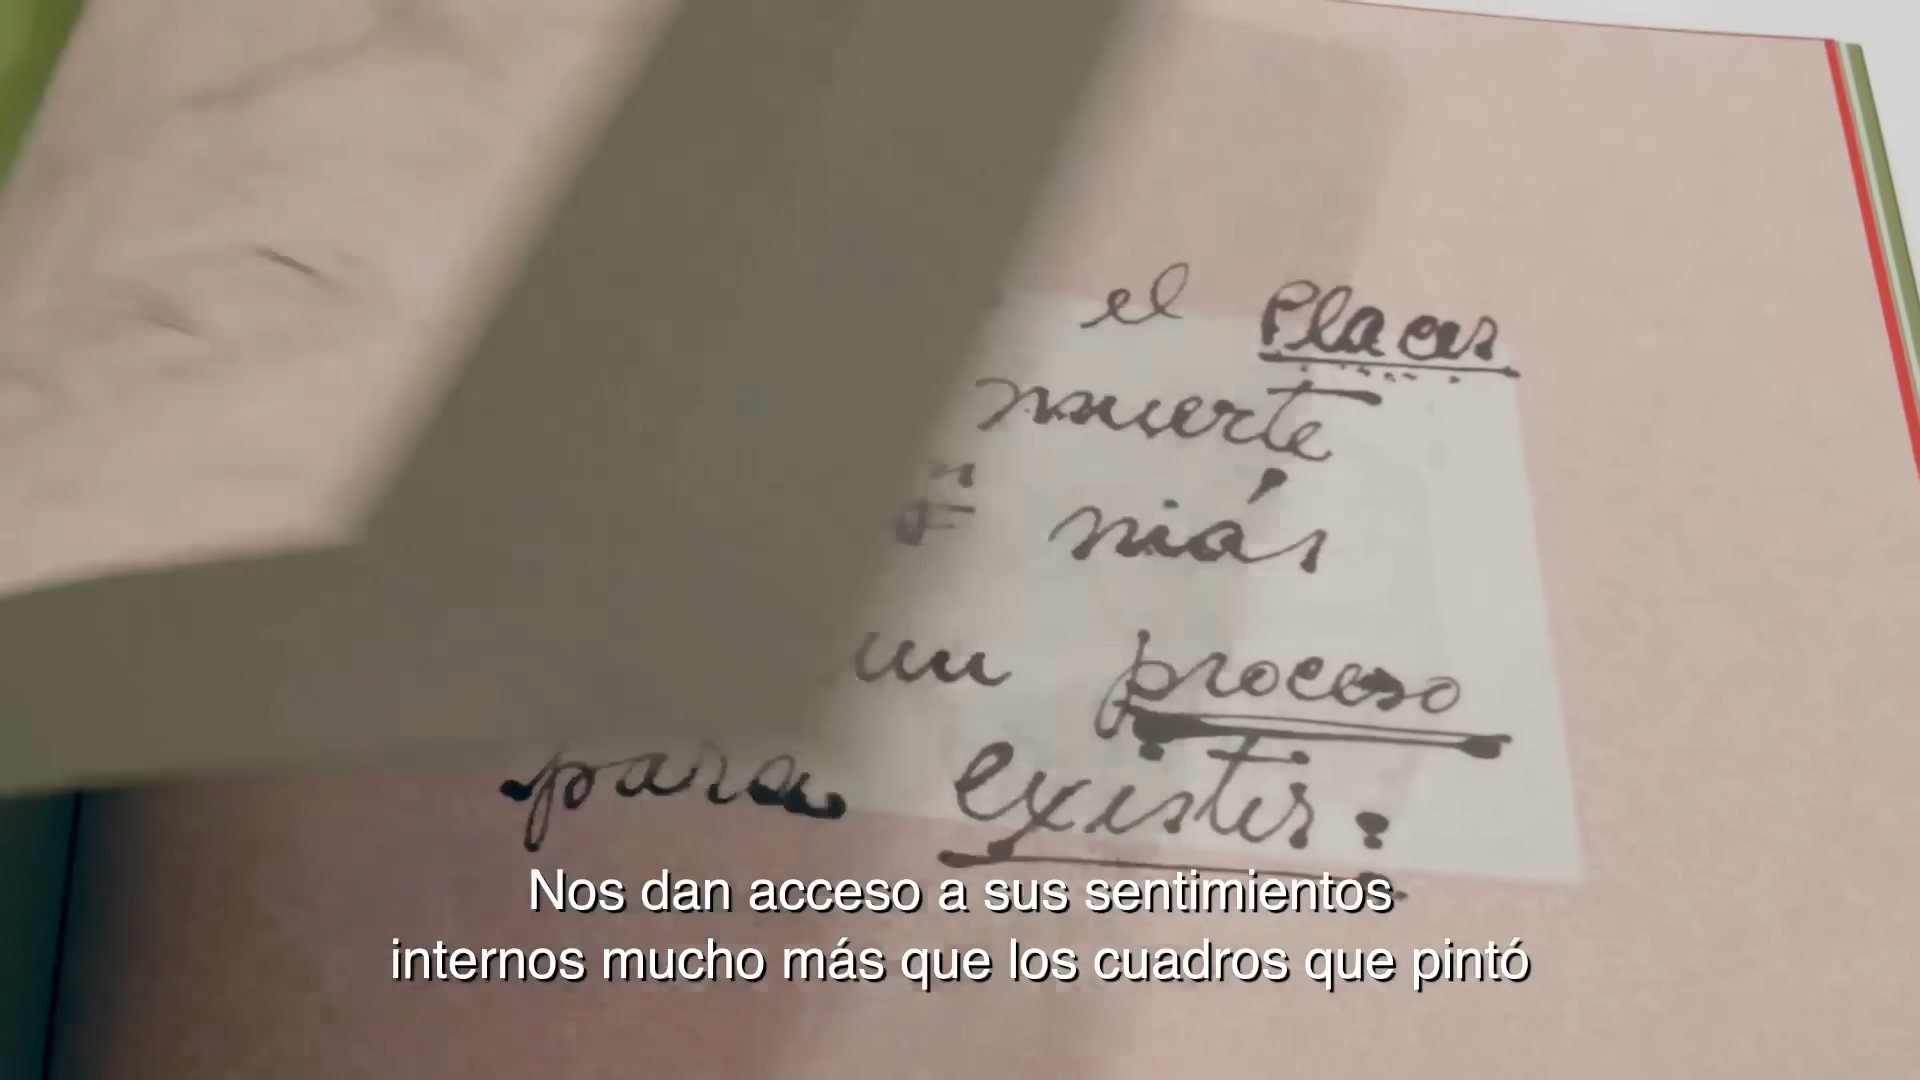 el Placer
muerte
más
un proceso
para existir.
Nos dan acceso a sus sentimientos
internos mucho más que los cuadros que pintó